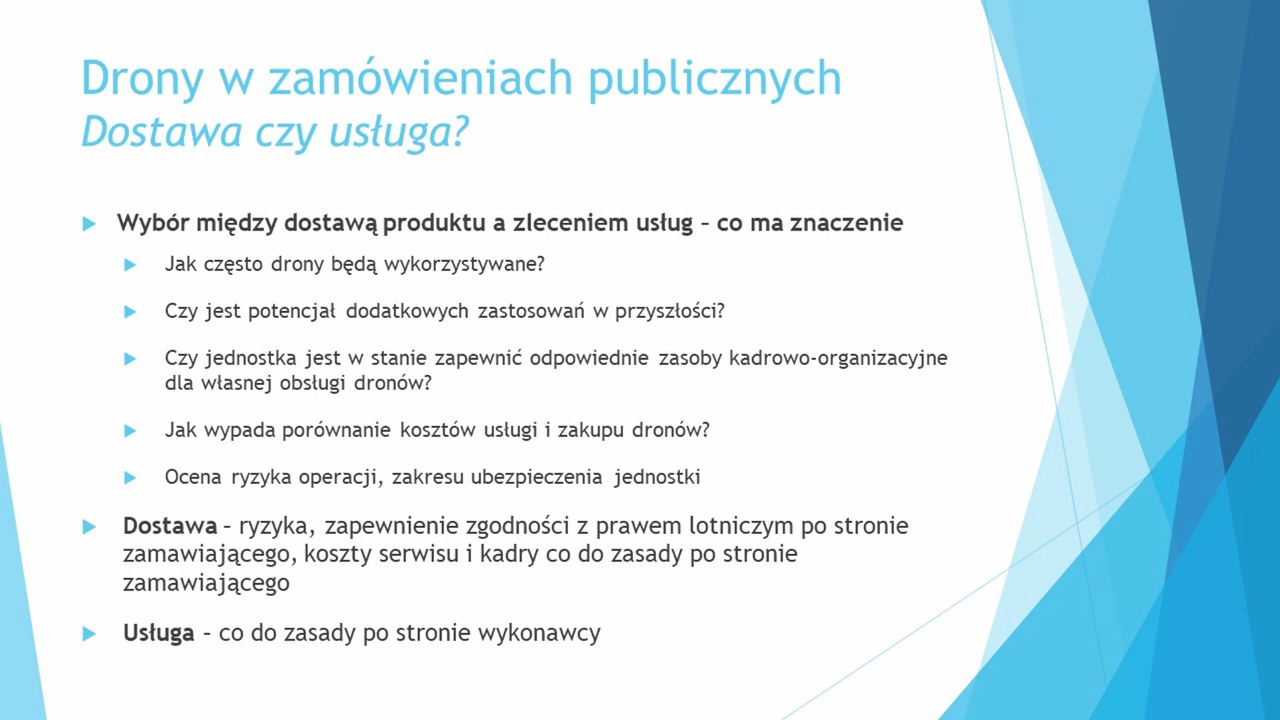 Drony w zamówieniach publicznych
Dostawa czy usługa?
Wybór między dostawą produktu a zleceniem usług – co ma znaczenie
Jak często drony będą wykorzystywane?
Czy jest potencjał dodatkowych zastosowań w przyszłości?
Czy jednostka jest w stanie zapewnić odpowiednie zasoby kadrowo-organizacyjne
dla własnej obsługi dronów?
Jak wypada porównanie kosztów usługi i zakupu dronów?
Ocena ryzyka operacji, zakresu ubezpieczenia jednostki
Dostawa – ryzyka, zapewnienie zgodności z prawem lotniczym po stronie
zamawiającego, koszty serwisu i kadry co do zasady po stronie
zamawiającego
Usługa – co do zasady po stronie wykonawcy